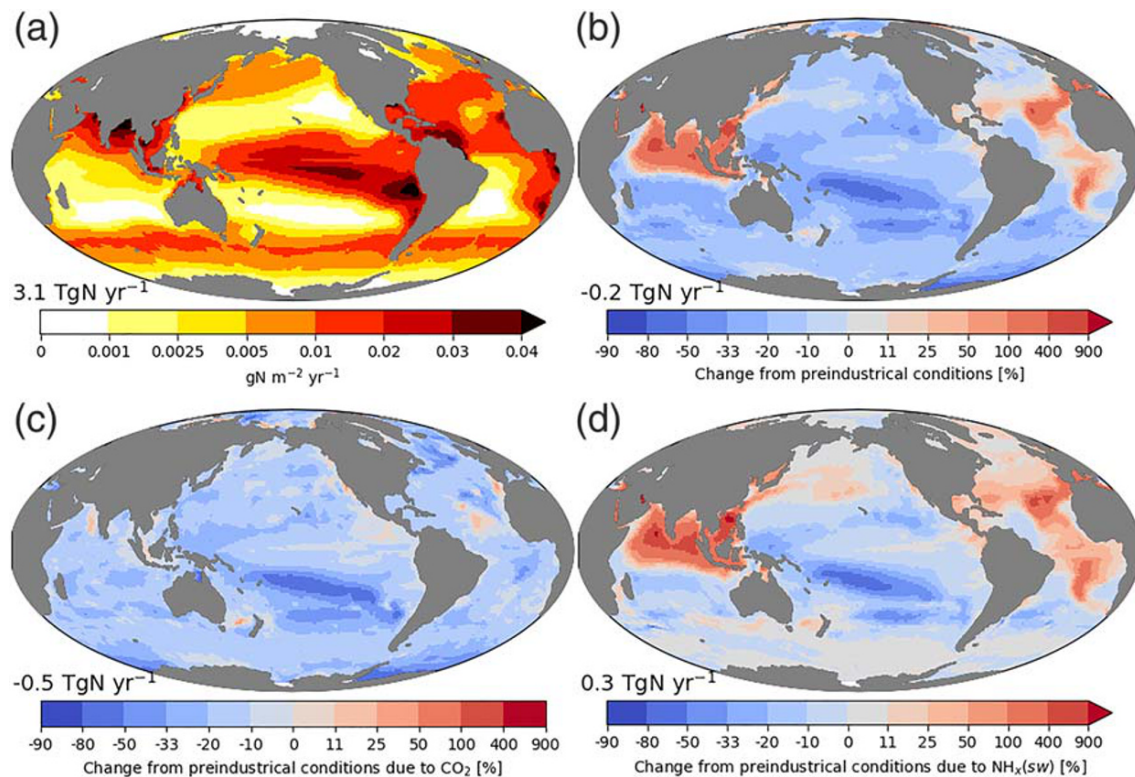 (a)
3.1 TgN yr⁻¹
0 0.001 0.0025 0.005 0.01 0.02 0.03 0.04
gN m⁻² yr⁻¹
(b)
-0.2 TgN yr⁻¹
-90 -80 -50 -33 -20 -10 0 11 25 50 100 400 900
Change from preindustrial conditions [%]
(c)
-0.5 TgN yr⁻¹
-90 -80 -50 -33 -20 -10 0 11 25 50 100 400 900
Change from preindustrial conditions due to CO₂ [%]
(d)
0.3 TgN yr⁻¹
-90 -80 -50 -33 -20 -10 0 11 25 50 100 400 900
Change from preindustrial conditions due to NHₓ(sw) [%]